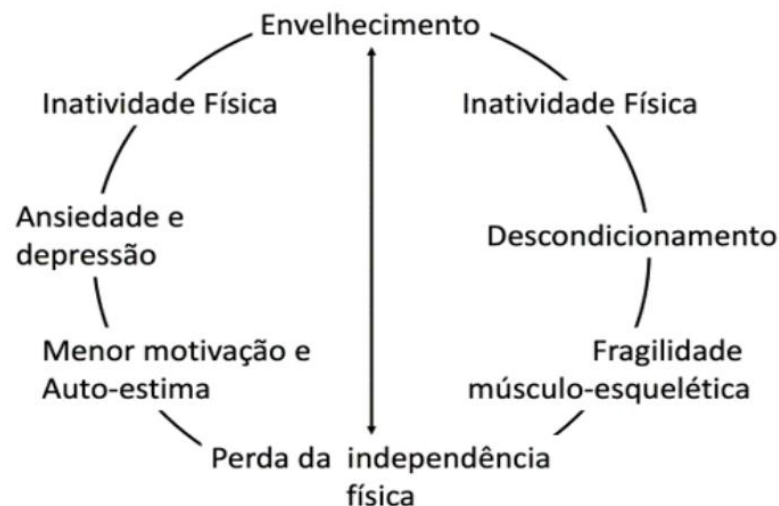 Envelhecimento
Inatividade Física
Inatividade Física
Ansiedade e
depressão
Descondicionamento
Menor motivação e
Auto-estima
Fragilidade
músculo-esquelética
Perda da independência
física